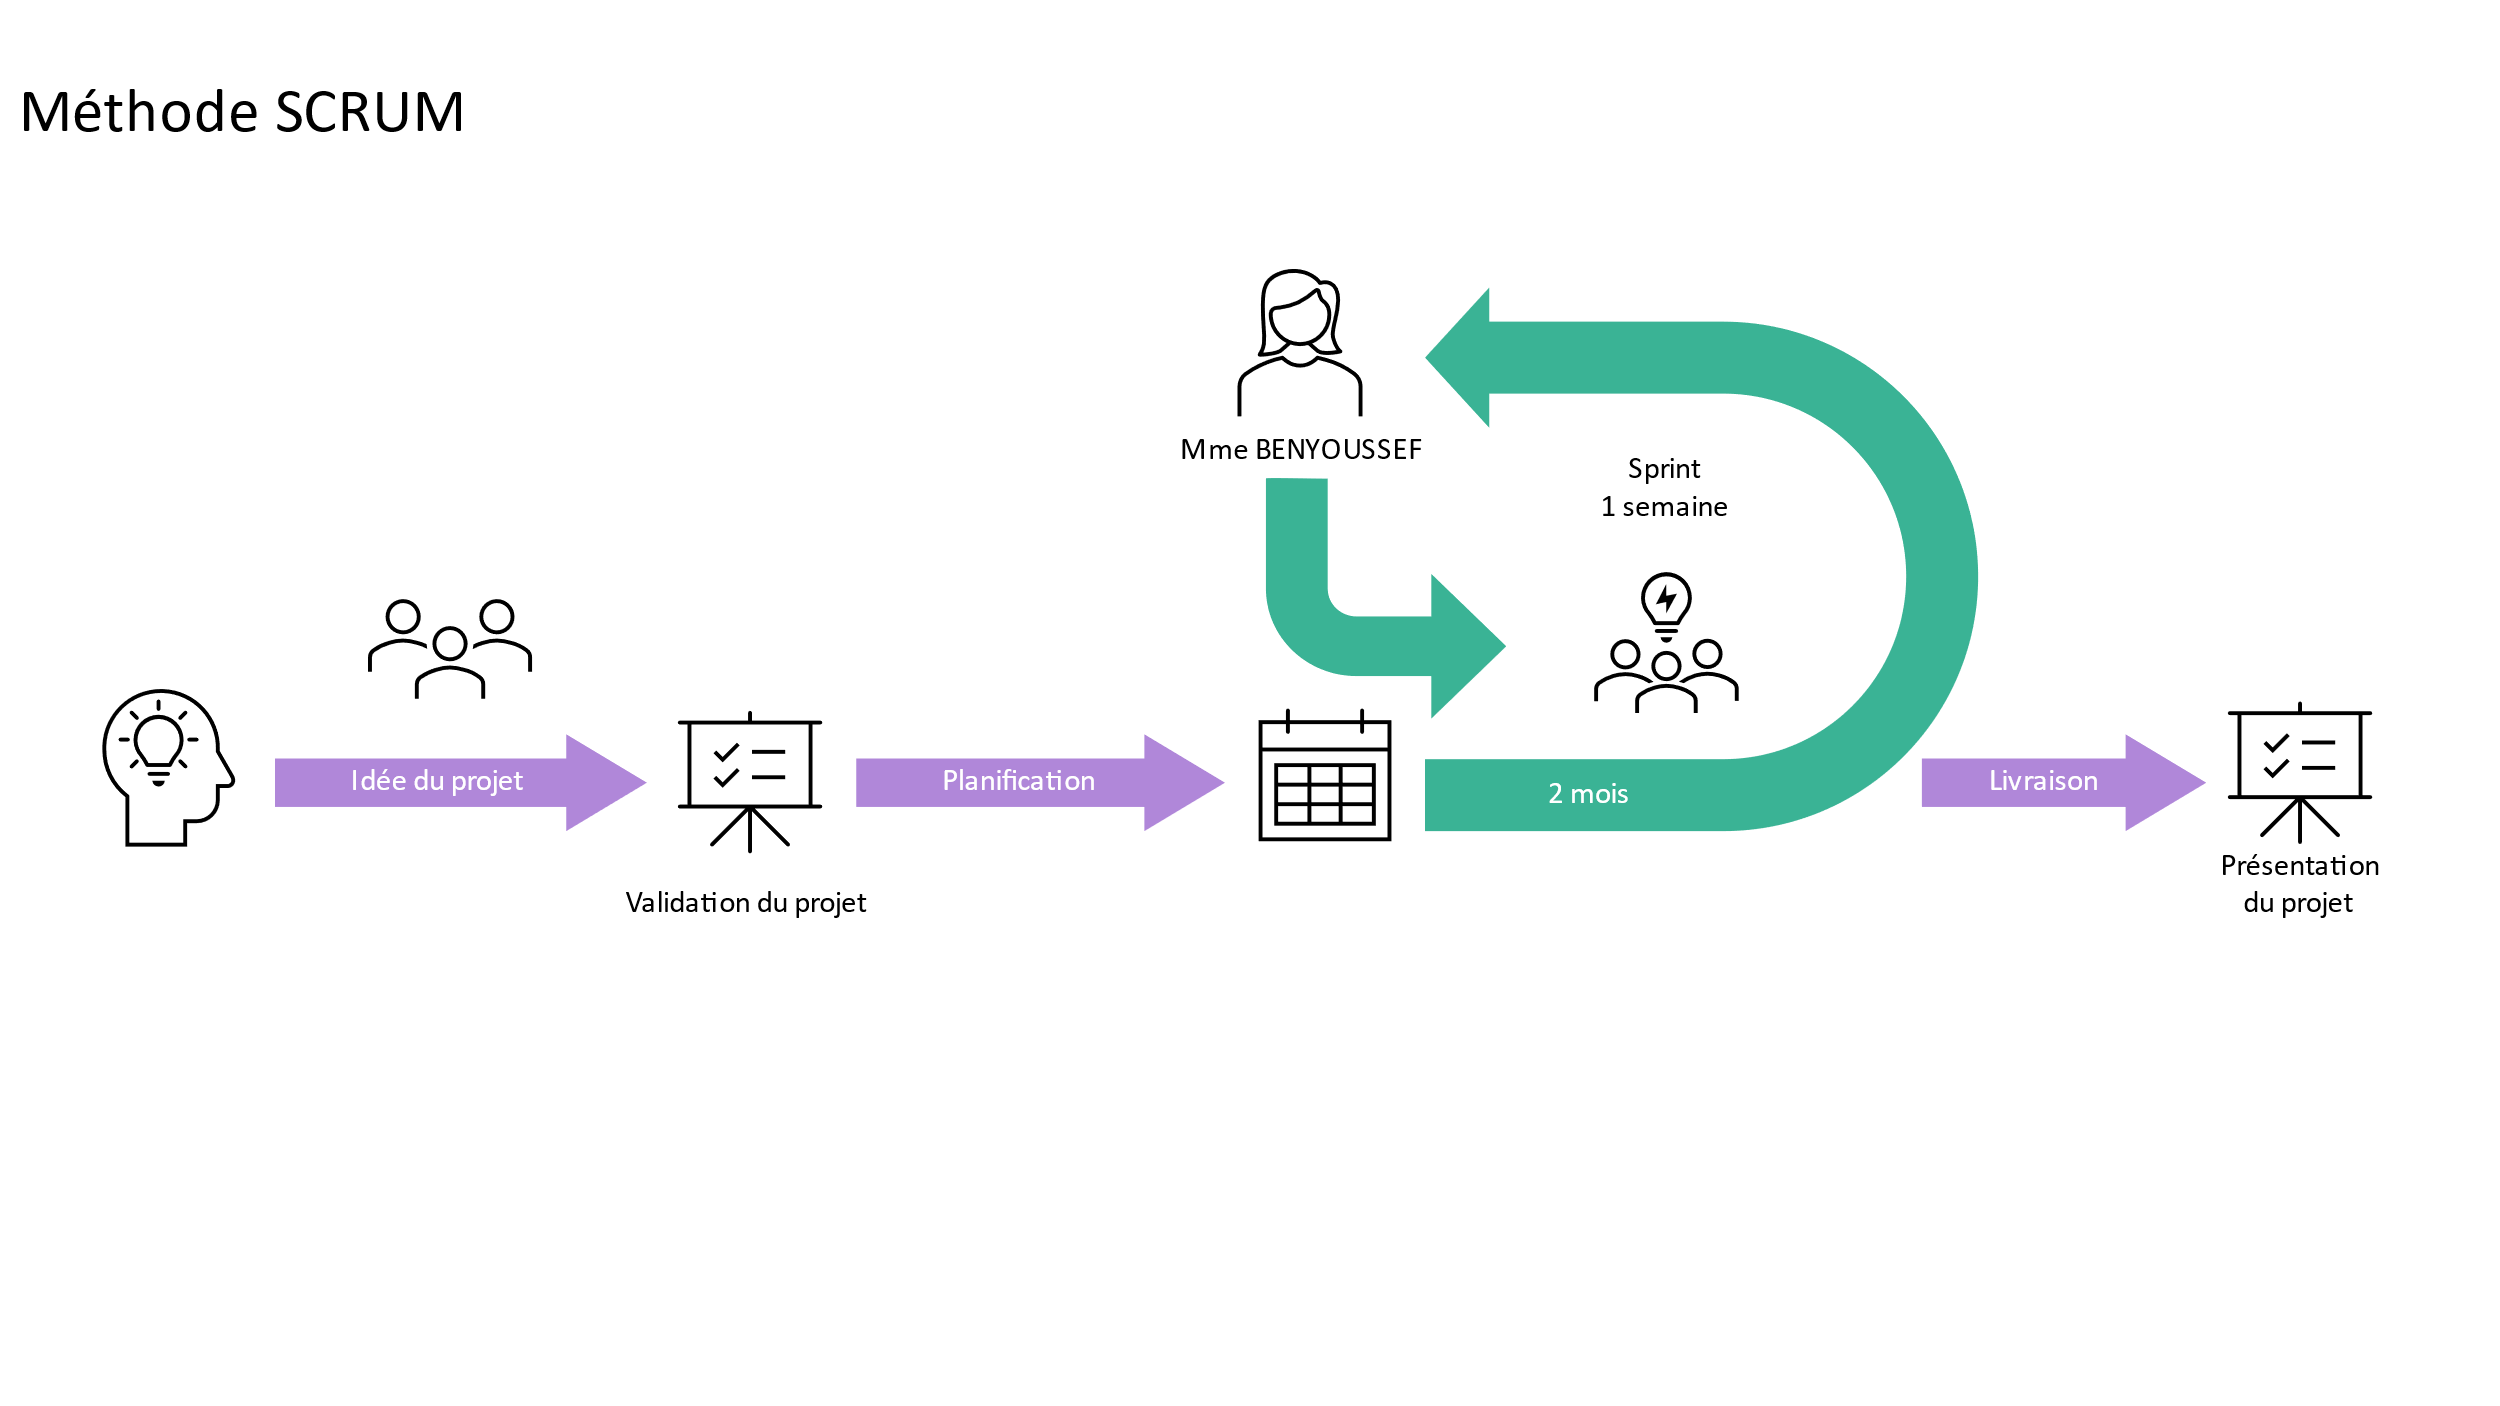 Méthode SCRUM
Mme BENYOUSSEF
Sprint
1 semaine
Idée du projet
Validation du projet
Planification
2 mois
Livraison
Présentation
du projet